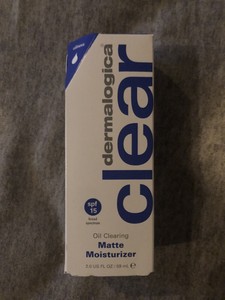 dermalogica
clear
spf
15
Oil Clearing
Matte
Moisturizer